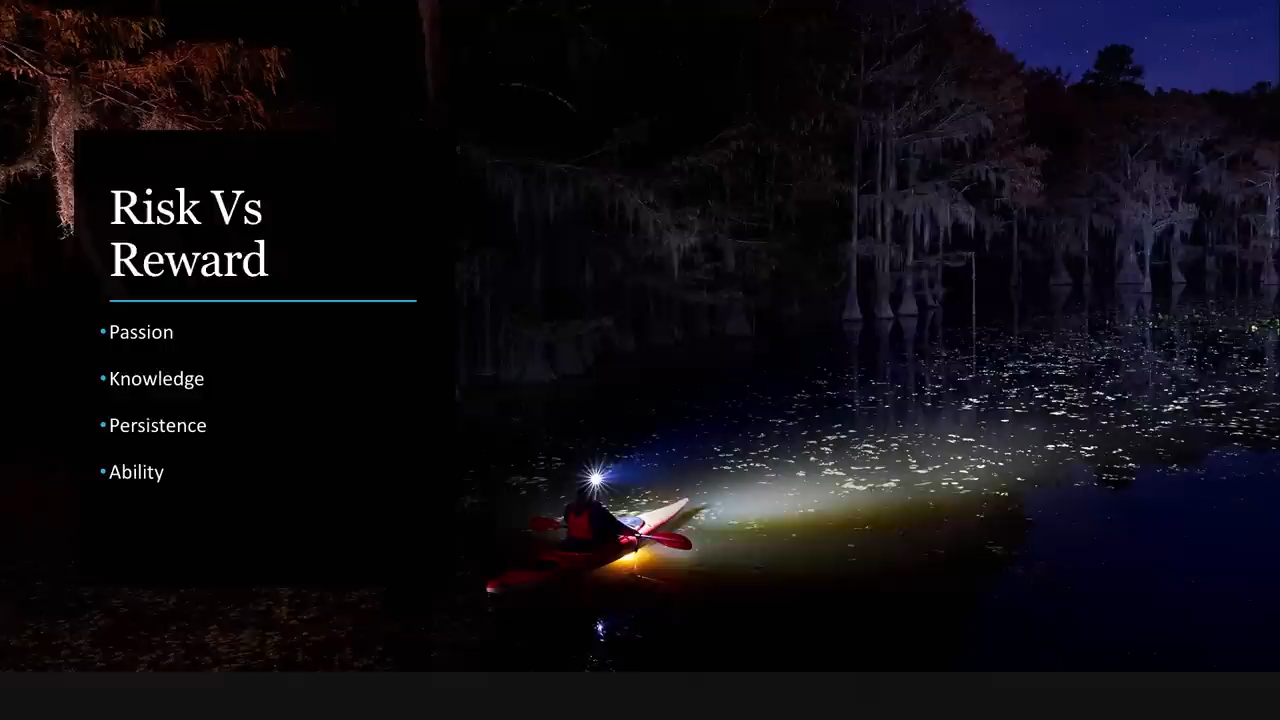 Risk Vs
Reward
•Passion
•Knowledge
•Persistence
•Ability